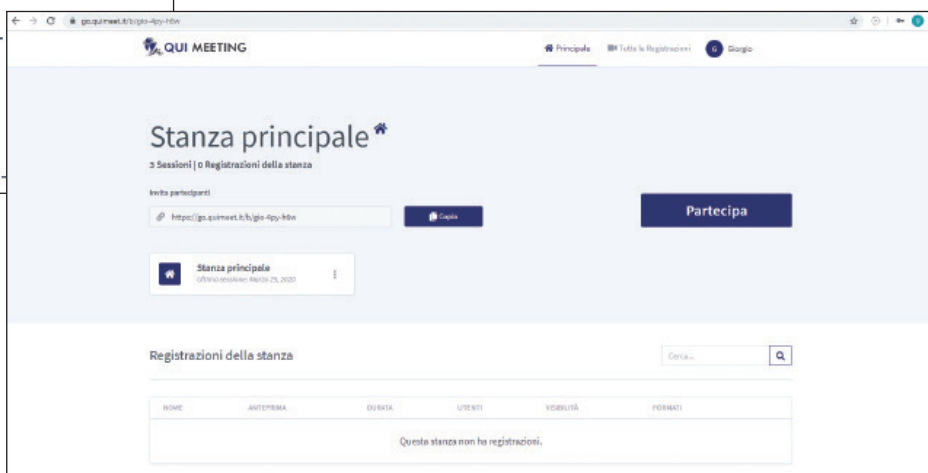 go.quimeet.it/b/gio-4py-h6w
QUI MEETING
Principale
Tutte le Registrazioni
G
Giorgio
Stanza principale
3 Sessioni | 0 Registrazioni della stanza
Invita partecipanti
https://go.quimeet.it/b/gio-4py-h6w
Copia
Partecipa
Stanza principale
Ultima sessione: Marzo 25, 2020
Registrazioni della stanza
Cerca...
NOME ANTEPRIMA DURATA UTENTI VISIBILITÀ FORMATI
Questa stanza non ha registrazioni.